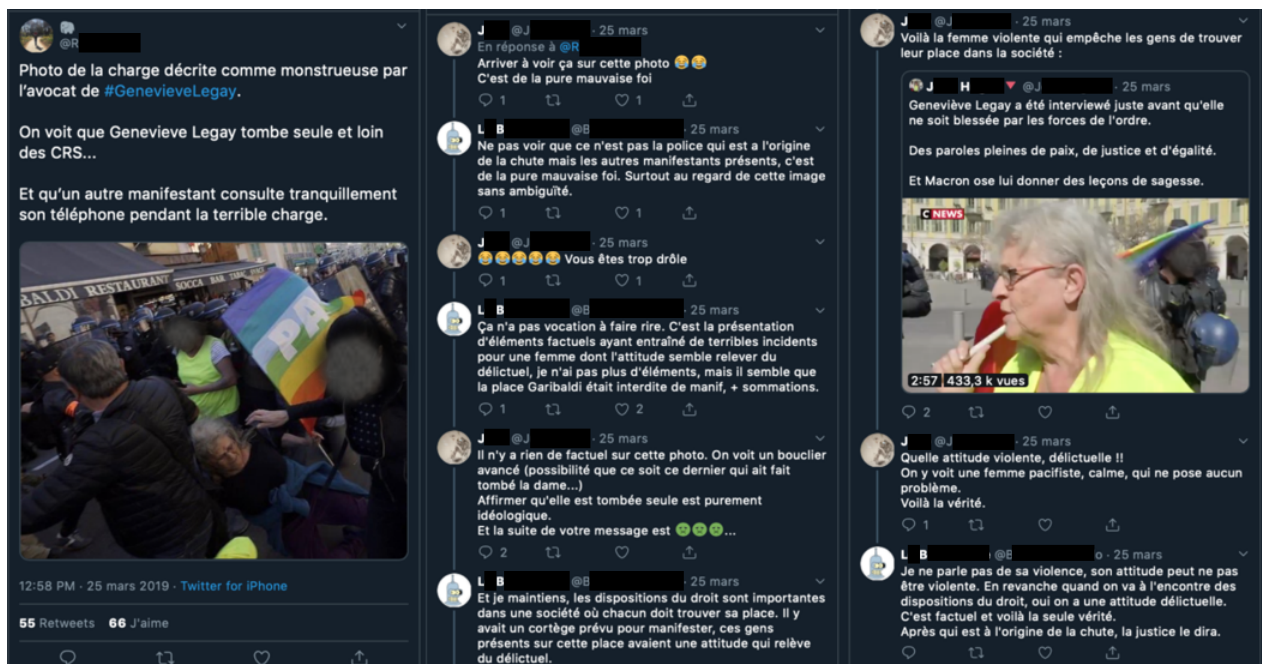 @R
Photo de la charge décrite comme monstrueuse par
l'avocat de #GenevieveLegay.
On voit que Genevieve Legay tombe seule et loin
des CRS...
Et qu'un autre manifestant consulte tranquillement
son téléphone pendant la terrible charge.
BALDI RESTAURANT SOCCA BAR TABAC
PA
12:58 PM · 25 mars 2019 · Twitter for iPhone
55 Retweets 66 J'aime
J @J · 25 mars
En réponse à @R
Arriver à voir ça sur cette photo 😂😂
C'est de la pure mauvaise foi
1 1
L B @B · 25 mars
Ne pas voir que ce n'est pas la police qui est a l'origine
de la chute mais les autres manifestants présents, c'est
de la pure mauvaise foi. Surtout au regard de cette image
sans ambiguïté.
1 1
J @J · 25 mars
😂😂😂😂😂 Vous êtes trop drôle
1 1
L B @B · 25 mars
Ça n'a pas vocation à faire rire. C'est la présentation
d'éléments factuels ayant entraîné de terribles incidents
pour une femme dont l'attitude semble relever du
délictuel, je n'ai pas plus d'éléments, mais il semble que
la place Garibaldi était interdite de manif, + sommations.
1 2
J @J · 25 mars
Il n'y a rien de factuel sur cette photo. On voit un bouclier
avancé (possibilité que ce soit ce dernier qui ait fait
tombé la dame...)
Affirmer qu'elle est tombée seule est purement
idéologique.
Et la suite de votre message est 🤢🤢🤢...
2
L B @B · 25 mars
Et je maintiens, les dispositions du droit sont importantes
dans une société où chacun doit trouver sa place. Il y
avait un cortège prévu pour manifester, ces gens
présents sur cette place avaient une attitude qui relève
du délictuel.
J @J · 25 mars
Voilà la femme violente qui empêche les gens de trouver
leur place dans la société :
J H 🔻 @J · 25 mars
Geneviève Legay a été interviewé juste avant qu'elle
ne soit blessée par les forces de l'ordre.
Des paroles pleines de paix, de justice et d'égalité.
Et Macron ose lui donner des leçons de sagesse.
C NEWS
2:57 433,3 k vues
2
J @J · 25 mars
Quelle attitude violente, délictuelle !!
On y voit une femme pacifiste, calme, qui ne pose aucun
problème.
Voilà la vérité.
1
L B @B o · 25 mars
Je ne parle pas de sa violence, son attitude peut ne pas
être violente. En revanche quand on va à l'encontre des
dispositions du droit, oui on a une attitude délictuelle.
C'est factuel et voilà la seule vérité.
Après qui est à l'origine de la chute, la justice le dira.